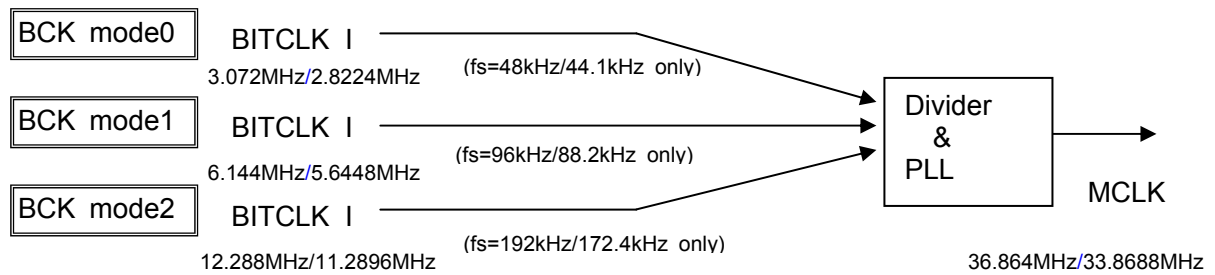 BCK mode0
BITCLK I
3.072MHz/2.8224MHz
(fs=48kHz/44.1kHz only)
BCK mode1
BITCLK I
6.144MHz/5.6448MHz
(fs=96kHz/88.2kHz only)
BCK mode2
BITCLK I
12.288MHz/11.2896MHz
(fs=192kHz/172.4kHz only)
Divider
&
PLL
MCLK
36.864MHz/33.8688MHz